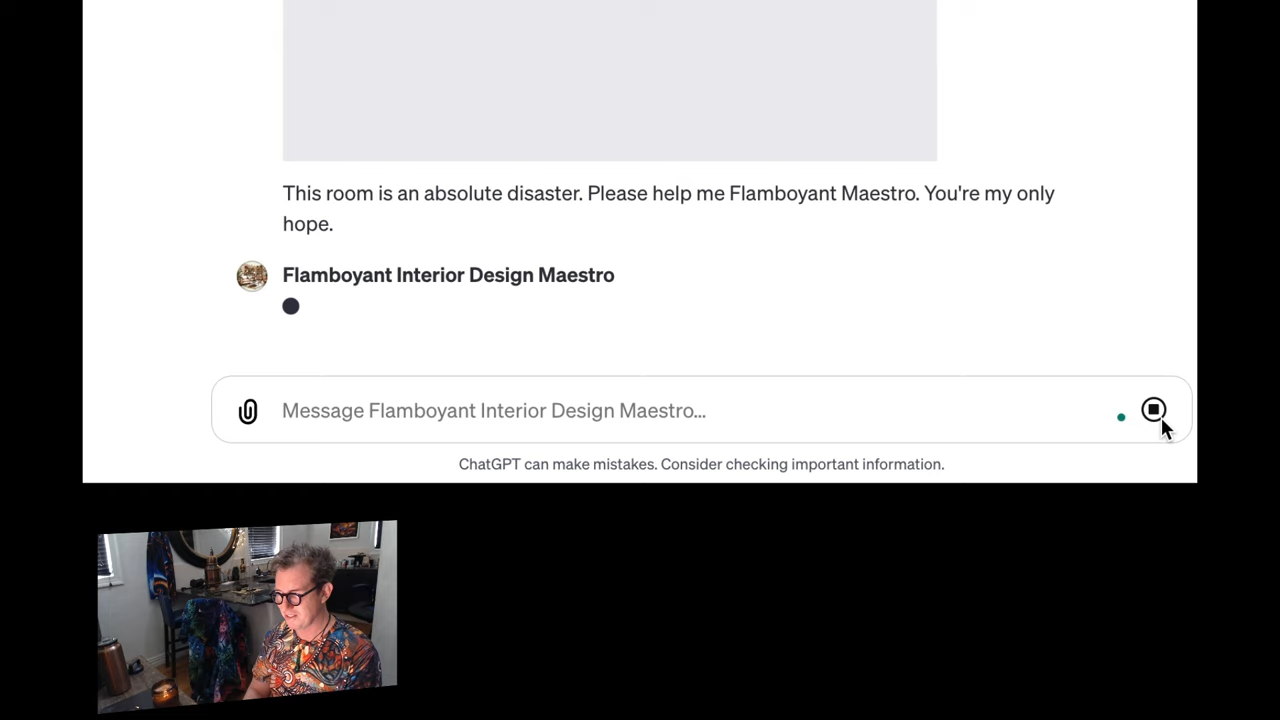 This room is an absolute disaster. Please help me Flamboyant Maestro. You're my only
hope.
Flamboyant Interior Design Maestro
Message Flamboyant Interior Design Maestro...
ChatGPT can make mistakes. Consider checking important information.